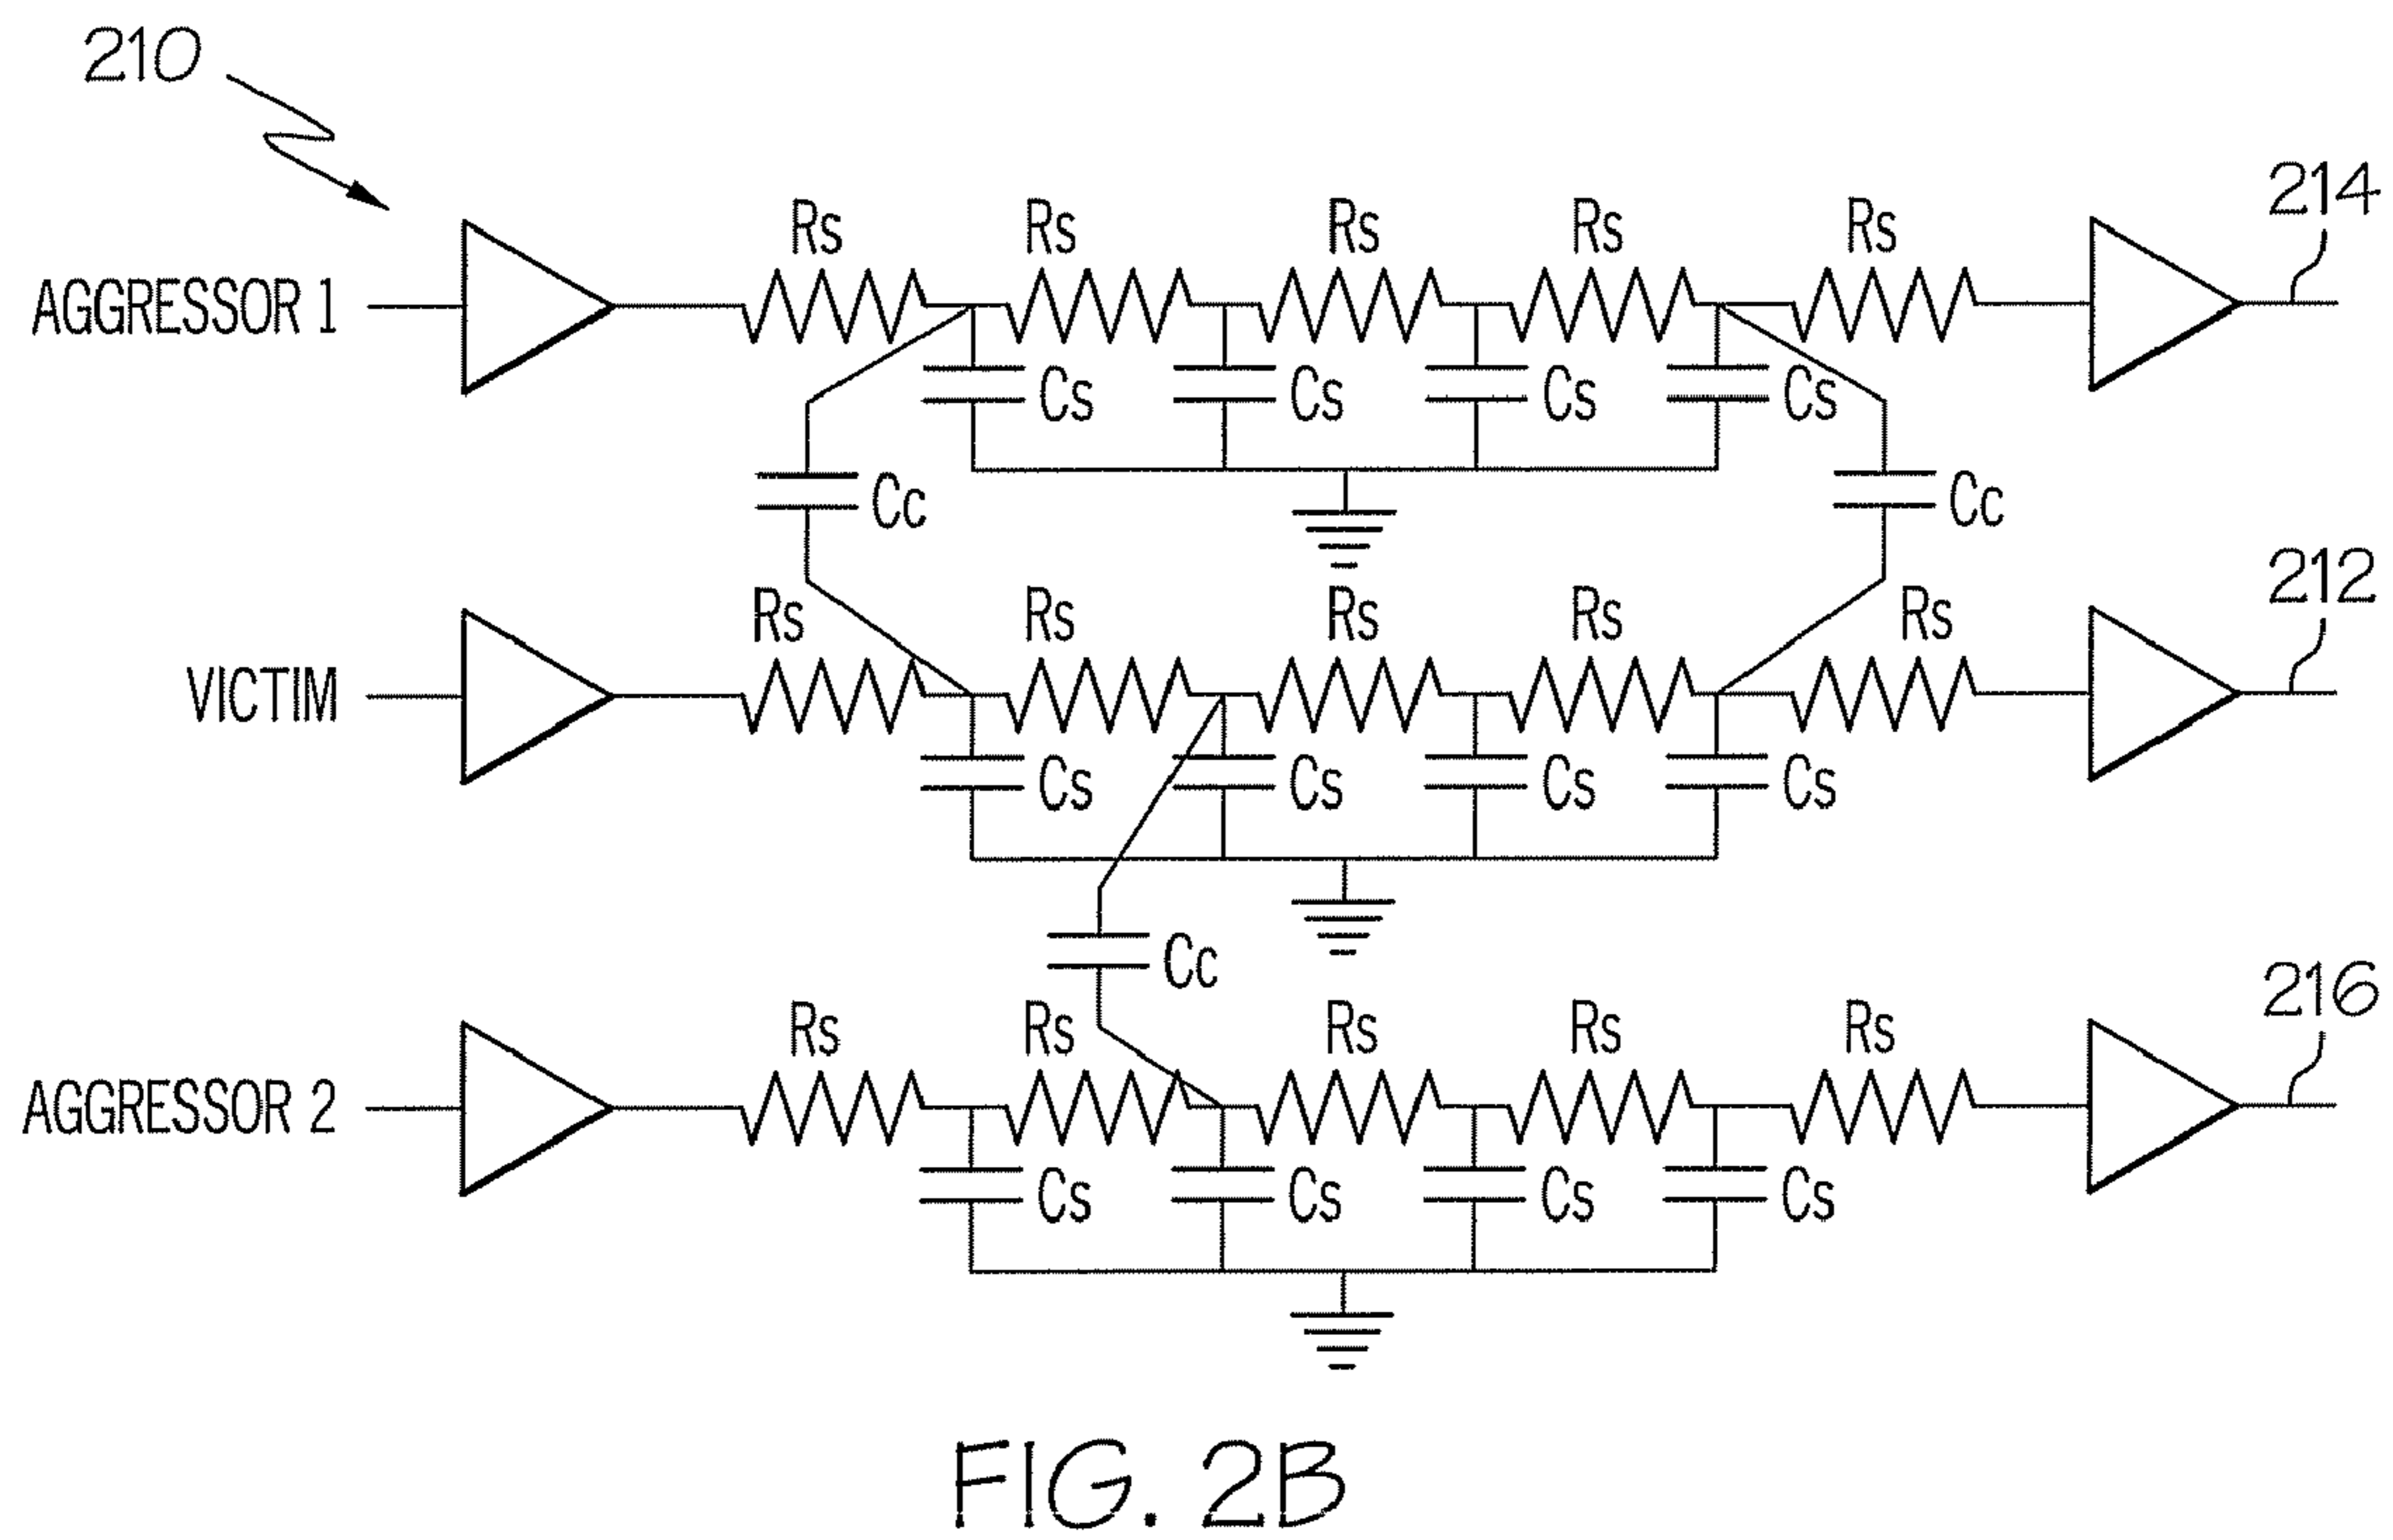 210
214
Rs Rs Rs Rs Rs
AGGRESSOR 1
Cs Cs Cs Cs
Cc Cc
212
Rs Rs Rs Rs Rs
VICTIM
Cs Cs Cs Cs
Cc
216
Rs Rs Rs Rs Rs
AGGRESSOR 2
Cs Cs Cs Cs
FIG. 2B